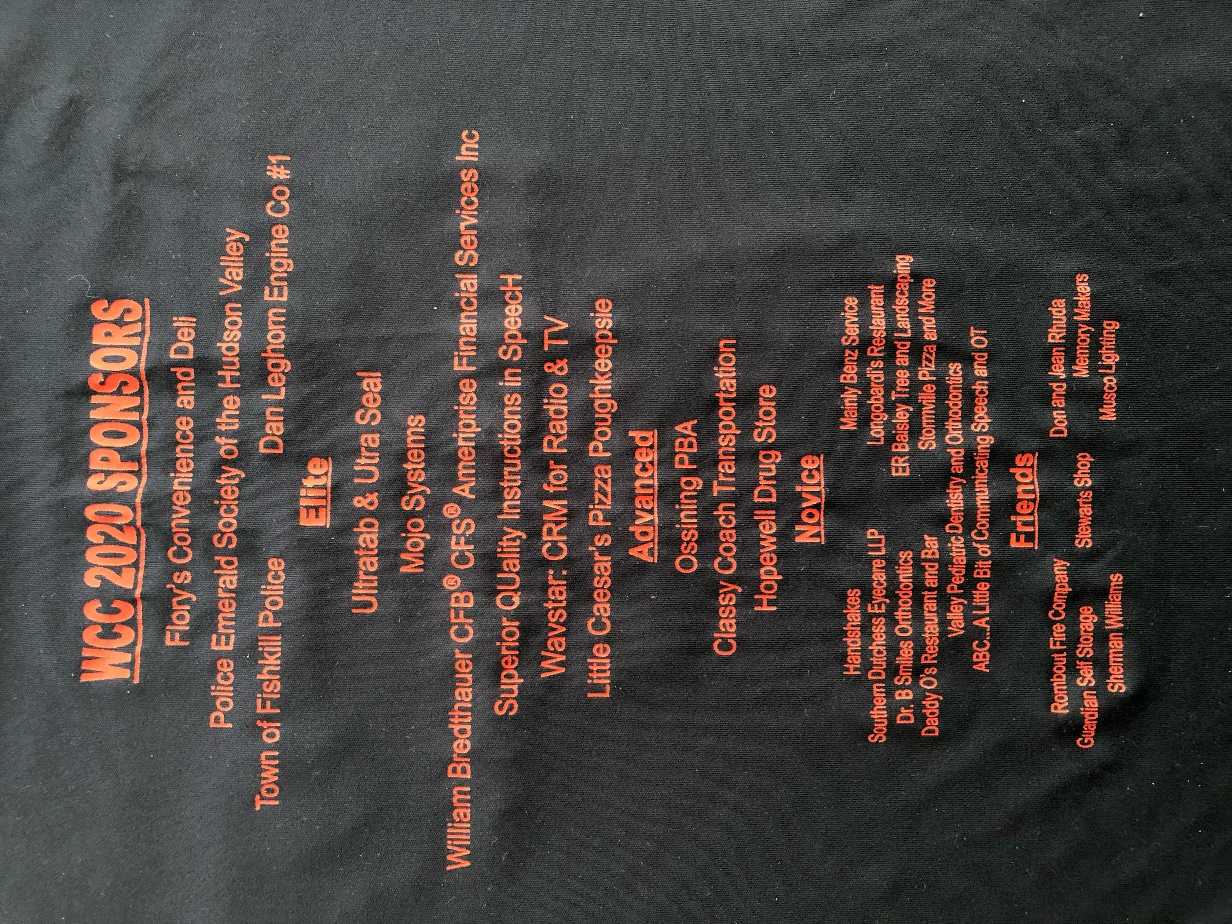 WCC 2020 SPONSORS
Flory's Convenience and Deli
Police Emerald Society of the Hudson Valley
Town of Fishkill Police Dan Leghorn Engine Co #1
Elite
Ultratab & Utra Seal
Mojo Systems
William Bredthauer CFB® CFS® Ameriprise Financial Services Inc
Superior QUality Instructions in SpeecH
Wavstar: CRM for Radio & TV
Little Caesar's Pizza Poughkeepsie
Advanced
Ossining PBA
Classy Coach Transportation
Hopewell Drug Store
Novice
Handshakes Mainly Benz Service
Southern Dutchess Eyecare LLP Longobardi's Restaurant
Dr. B Smiles Orthodontics ER Baisley Tree and Landscaping
Daddy O's Restaurant and Bar Stormville Pizza and More
Valley Pediatric Dentistry and Orthodontics
ABC...A Little Bit of Communicating Speech and OT
Friends
Rombout Fire Company Don and Jean Rhuda
Guardian Self Storage Stewarts Shop Memory Makers
Sherman Williams Musco Lighting